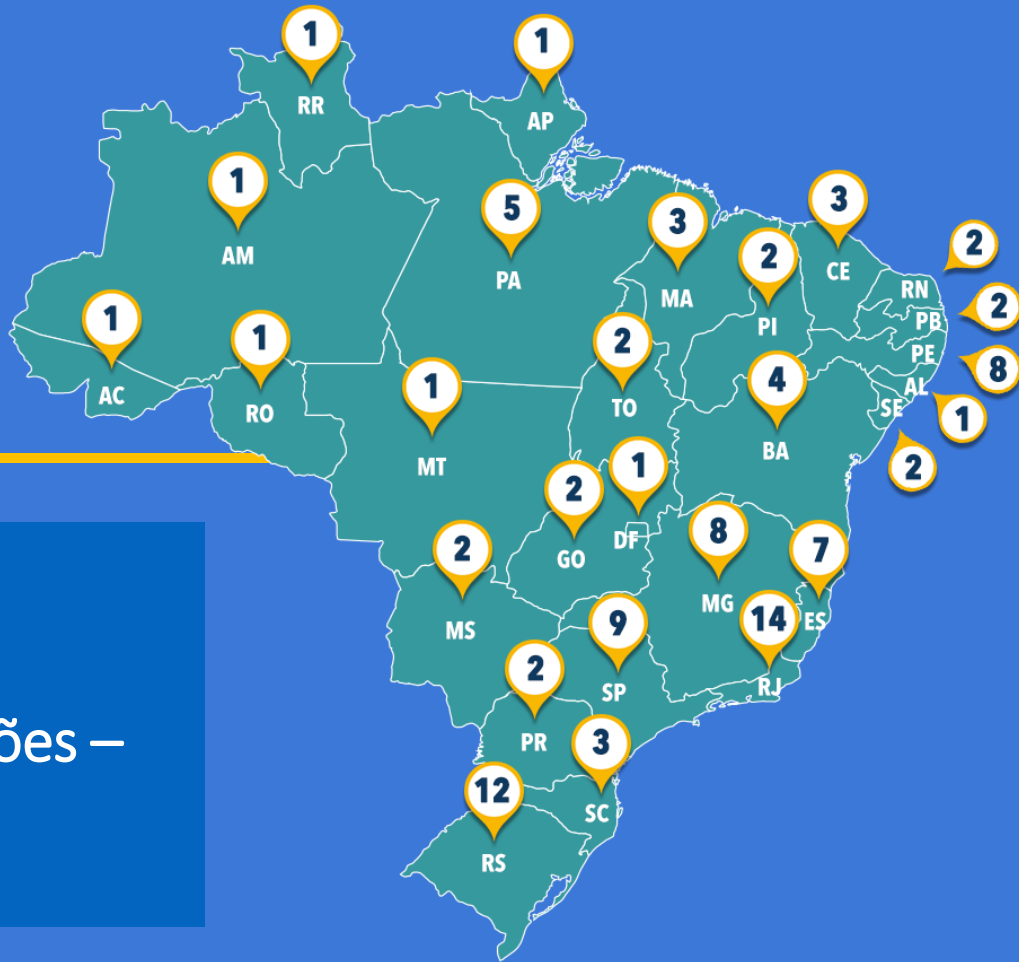 1
RR
1
AP
1
AM
5
PA
3
MA
2
PI
3
CE
2
RN
2
PB
8
PE
1
AL
2
SE
1
AC
1
RO
1
MT
2
TO
4
BA
1
DF
2
GO
2
MS
8
MG
7
ES
14
RJ
9
SP
2
PR
3
SC
12
RS
ões –